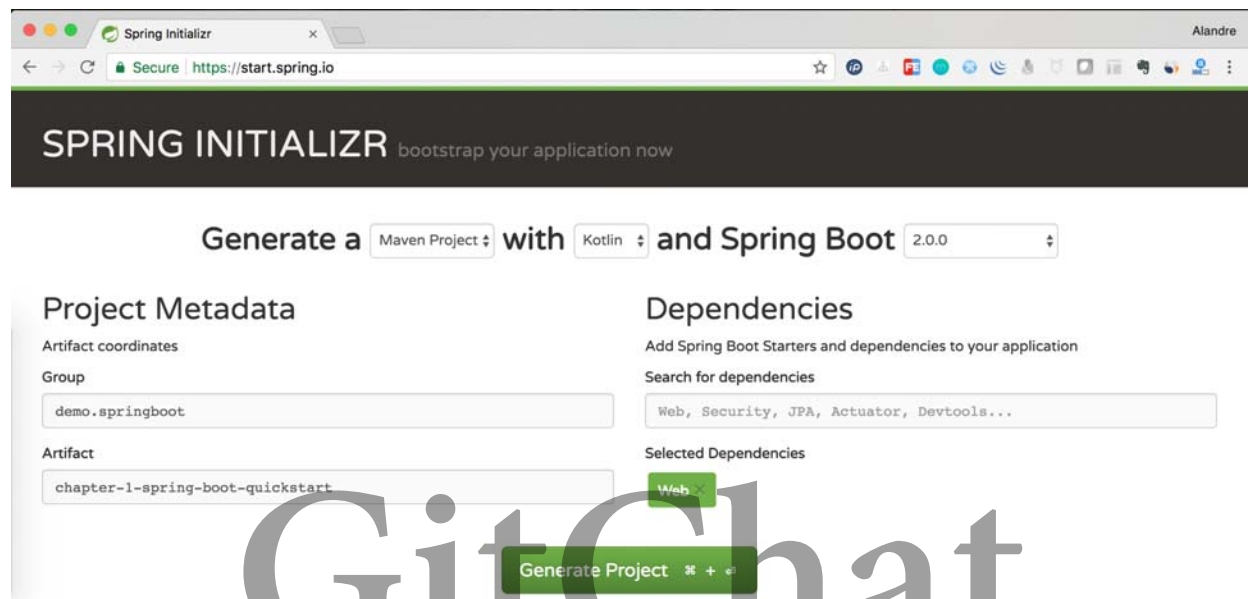 Spring Initializr
Alandre
Secure https://start.spring.io
SPRING INITIALIZR bootstrap your application now
Generate a Maven Project with Kotlin and Spring Boot 2.0.0
Project Metadata
Artifact coordinates
Group
demo.springboot
Artifact
chapter-1-spring-boot-quickstart
Dependencies
Add Spring Boot Starters and dependencies to your application
Search for dependencies
Web, Security, JPA, Actuator, Devtools...
Selected Dependencies
Web ×
Generate Project ⌘ + ⏎
GitChat